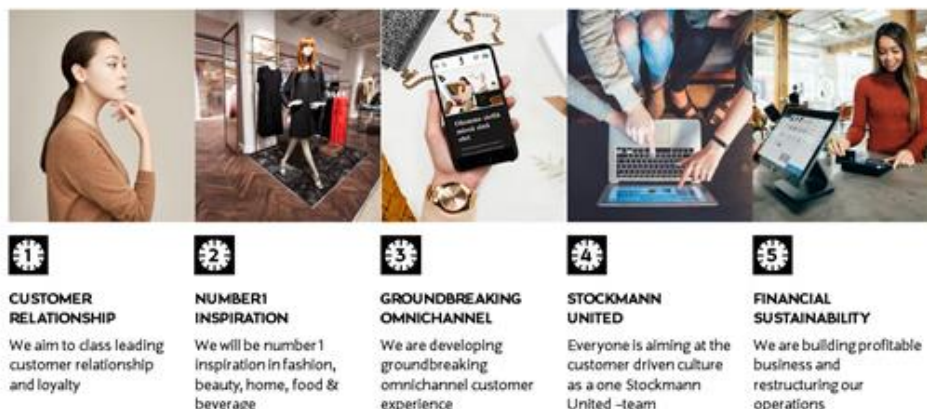 1
CUSTOMER
RELATIONSHIP
We aim to class leading
customer relationship
and loyalty
2
NUMBER1
INSPIRATION
We will be number 1
inspiration in fashion,
beauty, home, food &
beverage
3
GROUNDBREAKING
OMNICHANNEL
We are developing
groundbreaking
omnichannel customer
experience
4
STOCKMANN
UNITED
Everyone is aiming at the
customer driven culture
as a one Stockmann
United –team
5
FINANCIAL
SUSTAINABILITY
We are building profitable
business and
restructuring our
operations